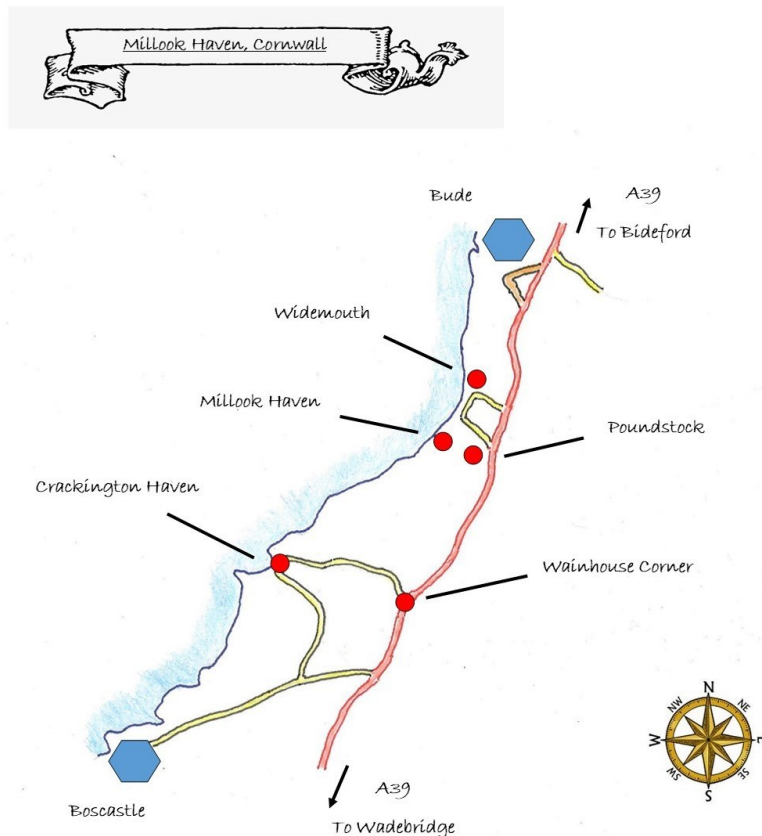 Millook Haven, Cornwall
Bude
A39
To Bideford
Widemouth
Millook Haven
Poundstock
Crackington Haven
Wainhouse Corner
N
NW
NE
W
E
SW
SE
S
A39
Boscastle
To Wadebridge